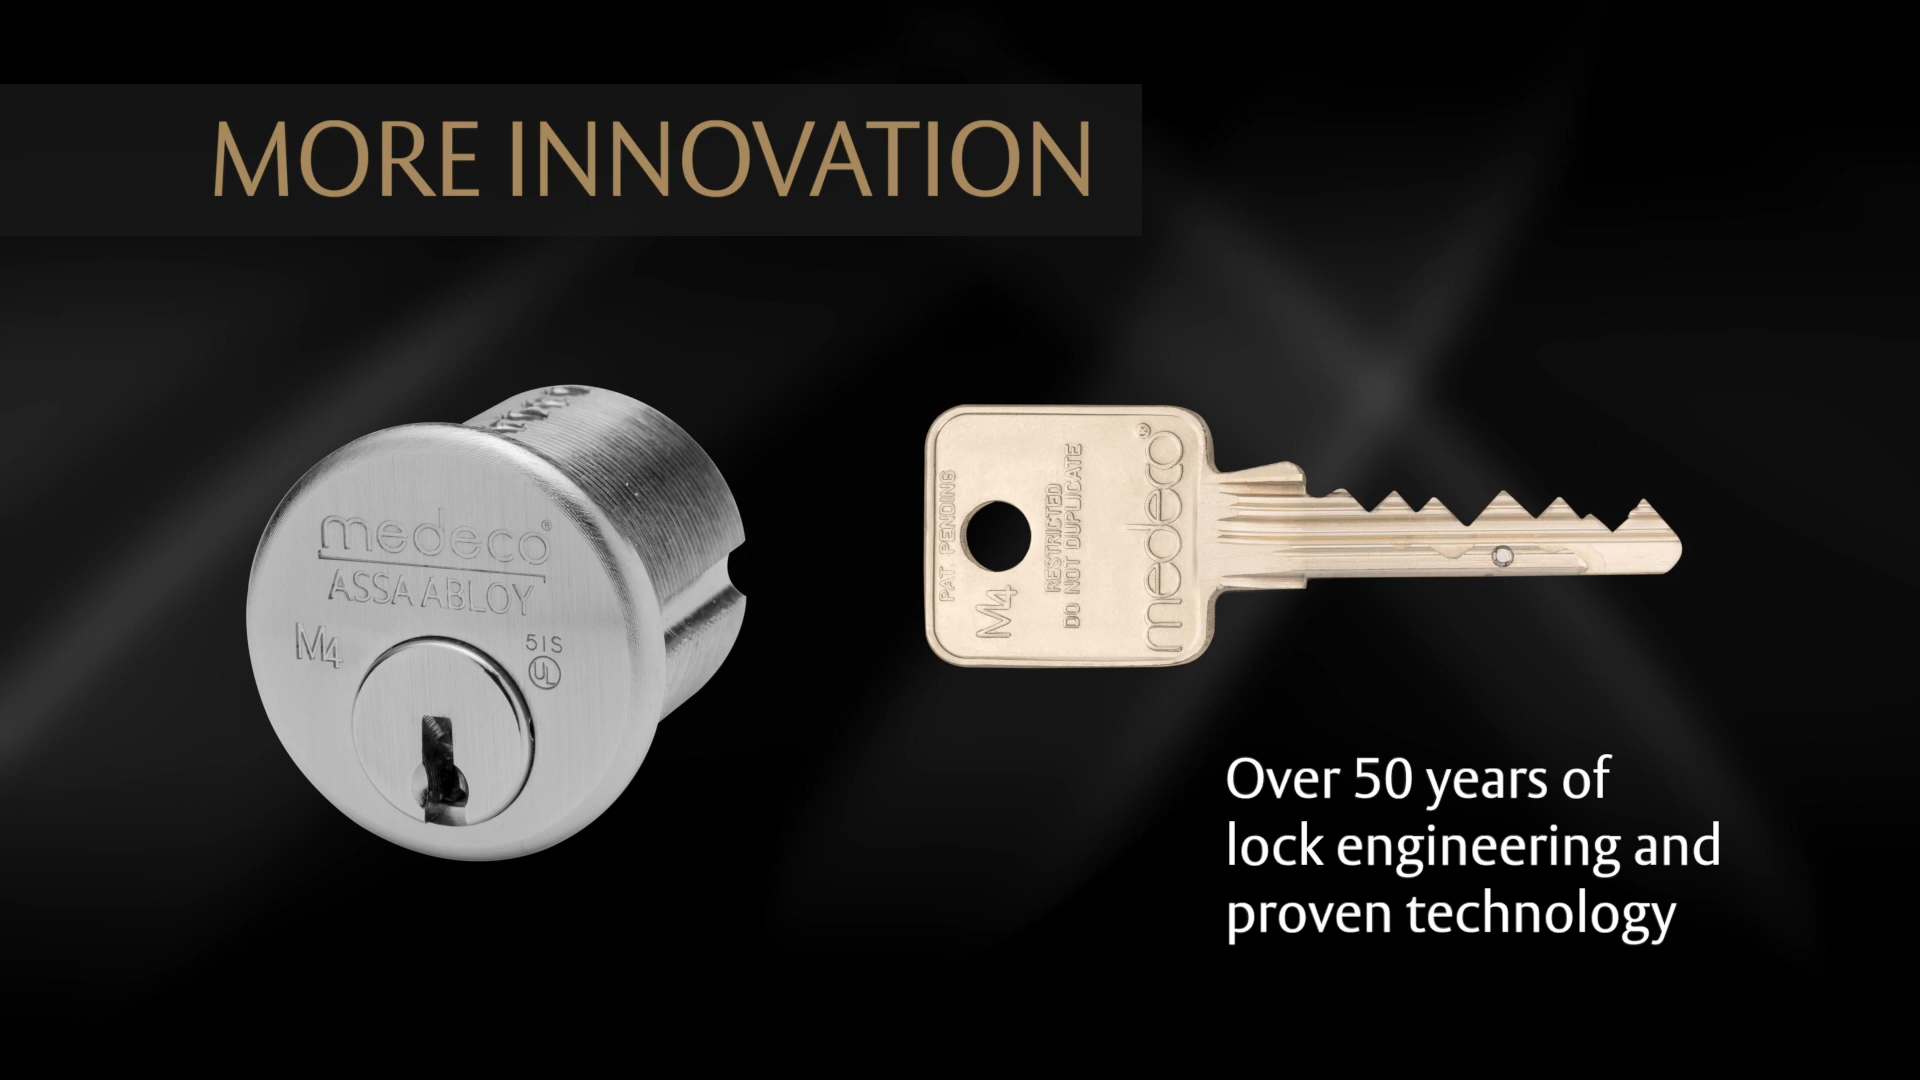 MORE INNOVATION
medeco®
ASSA ABLOY
M4
51S
UL
PAT. PENDING
M4
RESTRICTED
DO NOT DUPLICATE
medeco®
Over 50 years of
lock engineering and
proven technology